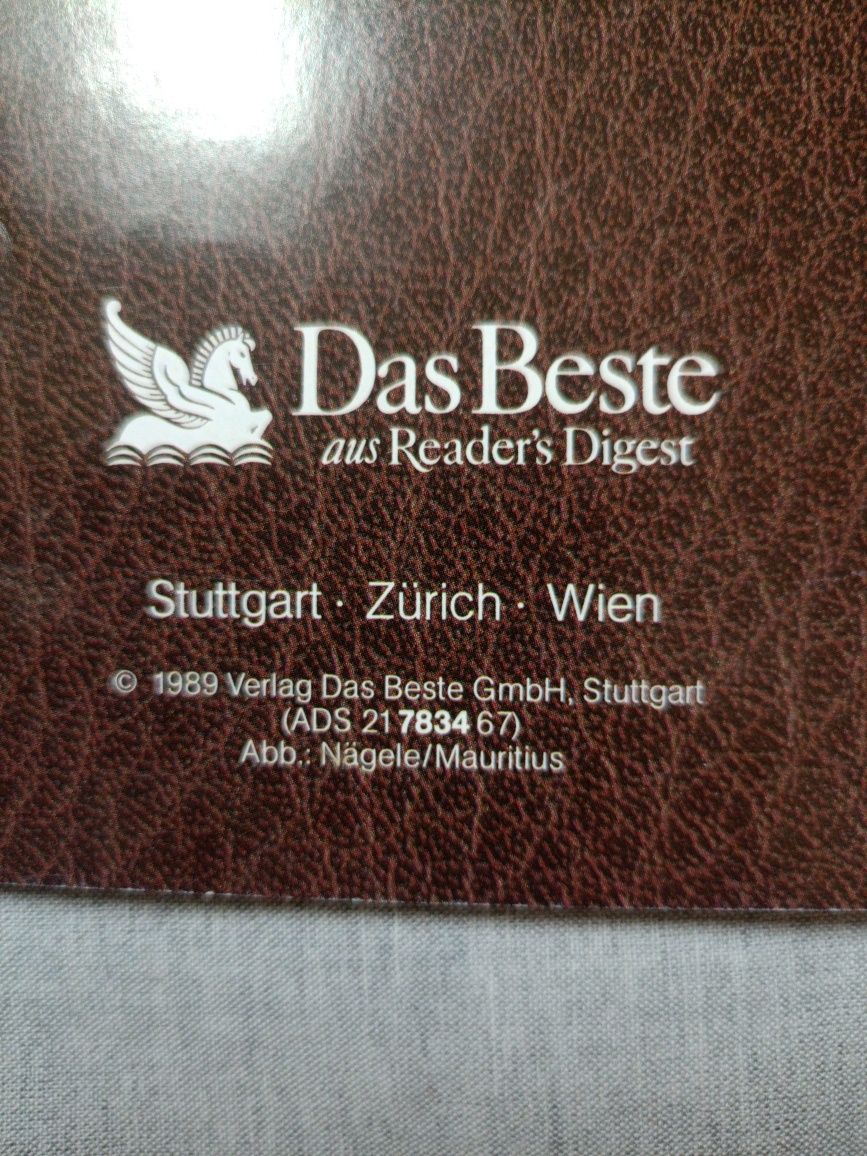 Das Beste
aus Reader's Digest
Stuttgart · Zürich · Wien
© 1989 Verlag Das Beste GmbH, Stuttgart
(ADS 21 7834 67)
Abb.: Nägele/Mauritius